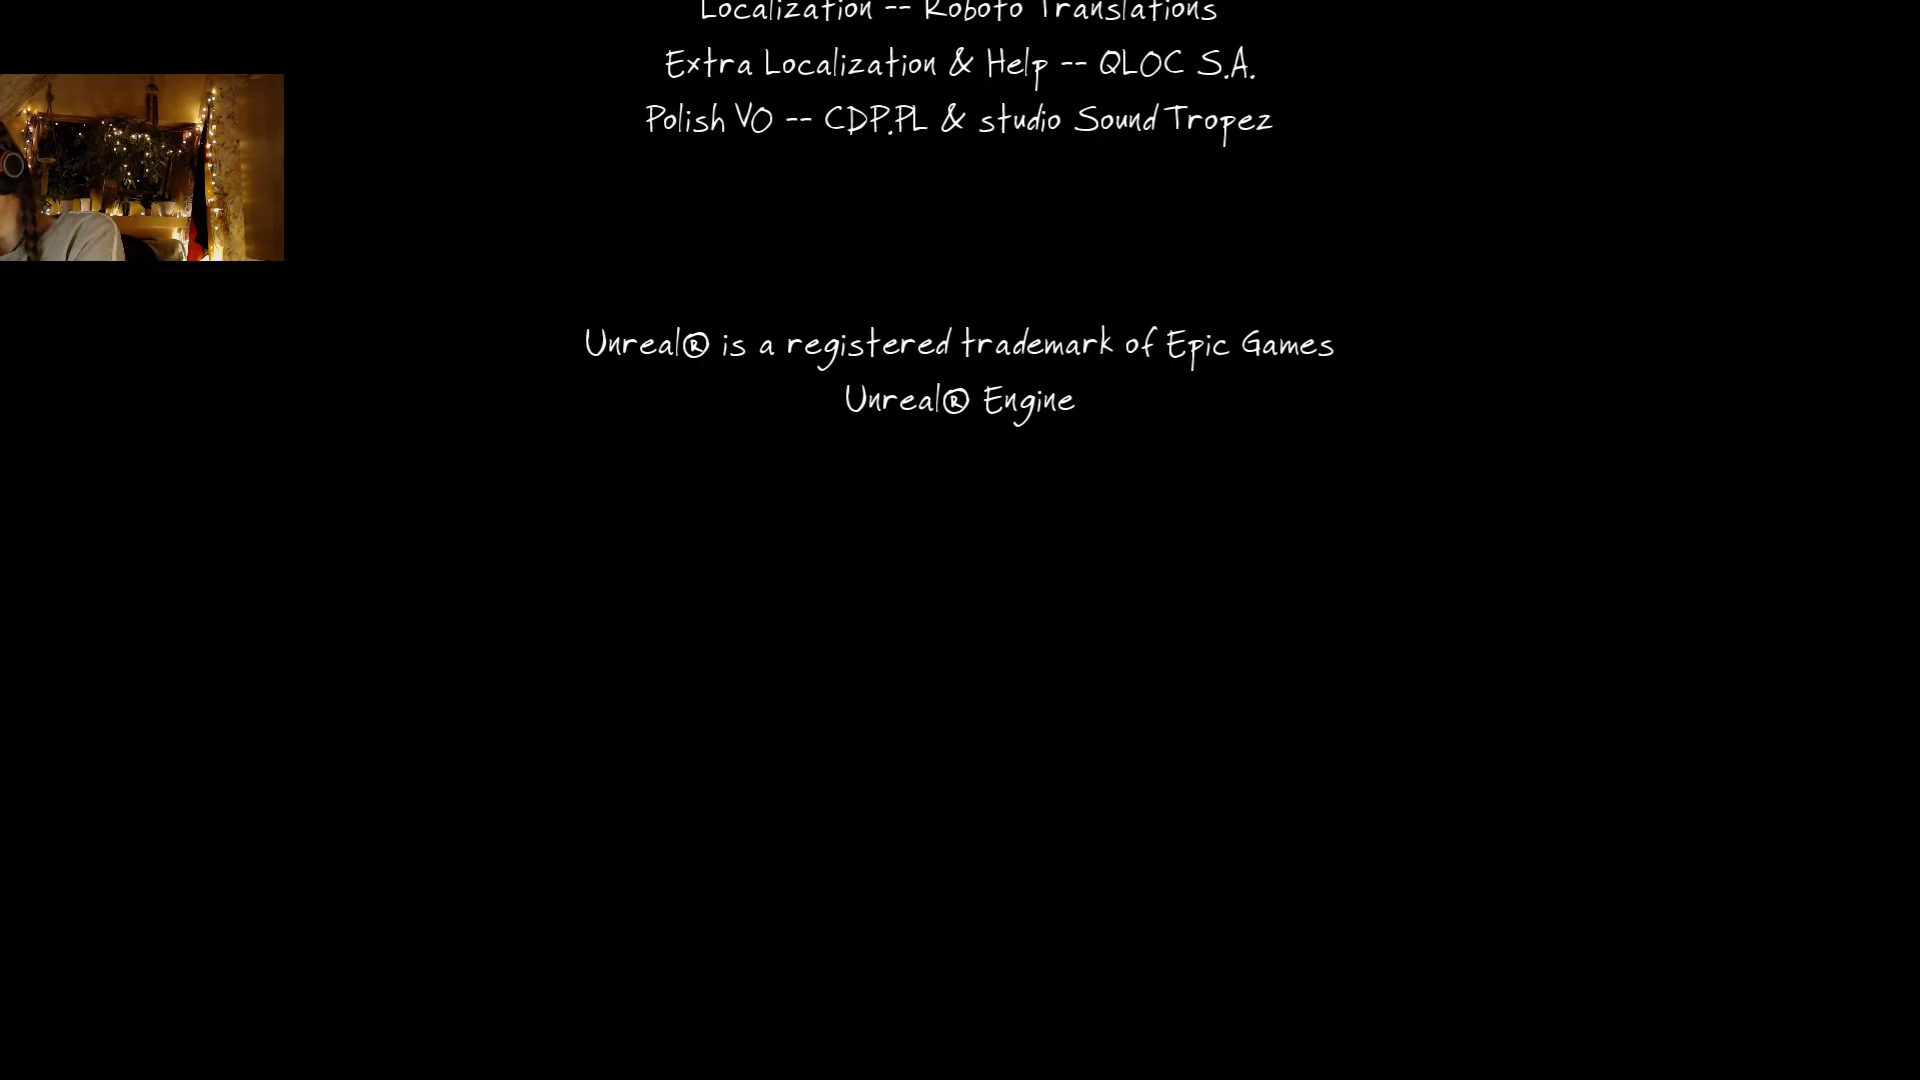 Localization -- Roboto Translations
Extra Localization & Help -- QLOC S.A.
Polish VO -- CDP.PL & studio Sound Tropez
Unreal® is a registered trademark of Epic Games
Unreal® Engine